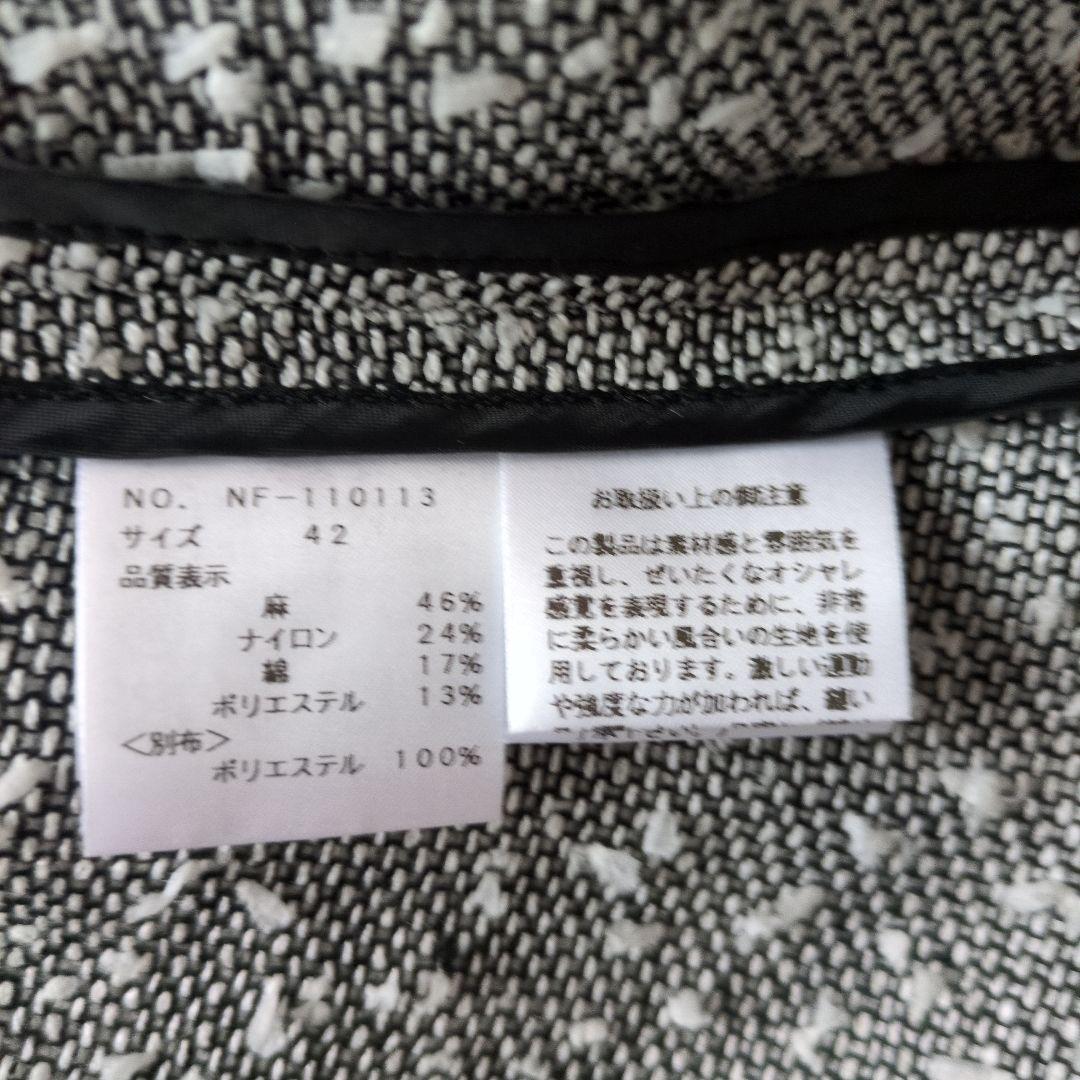 NO. NF-110113
サイズ 42
品質表示
麻 46%
ナイロン 24%
綿 17%
ポリエステル 13%
<別布>
ポリエステル 100%
お取扱い上の御注意
この製品は素材感と雰囲気を
重視し、ぜいたくなオシャレ
感覚を表現するために、非常
に柔らかい風合いの生地を使
用しております。激しい運動
や強度な力が加われば、縫い